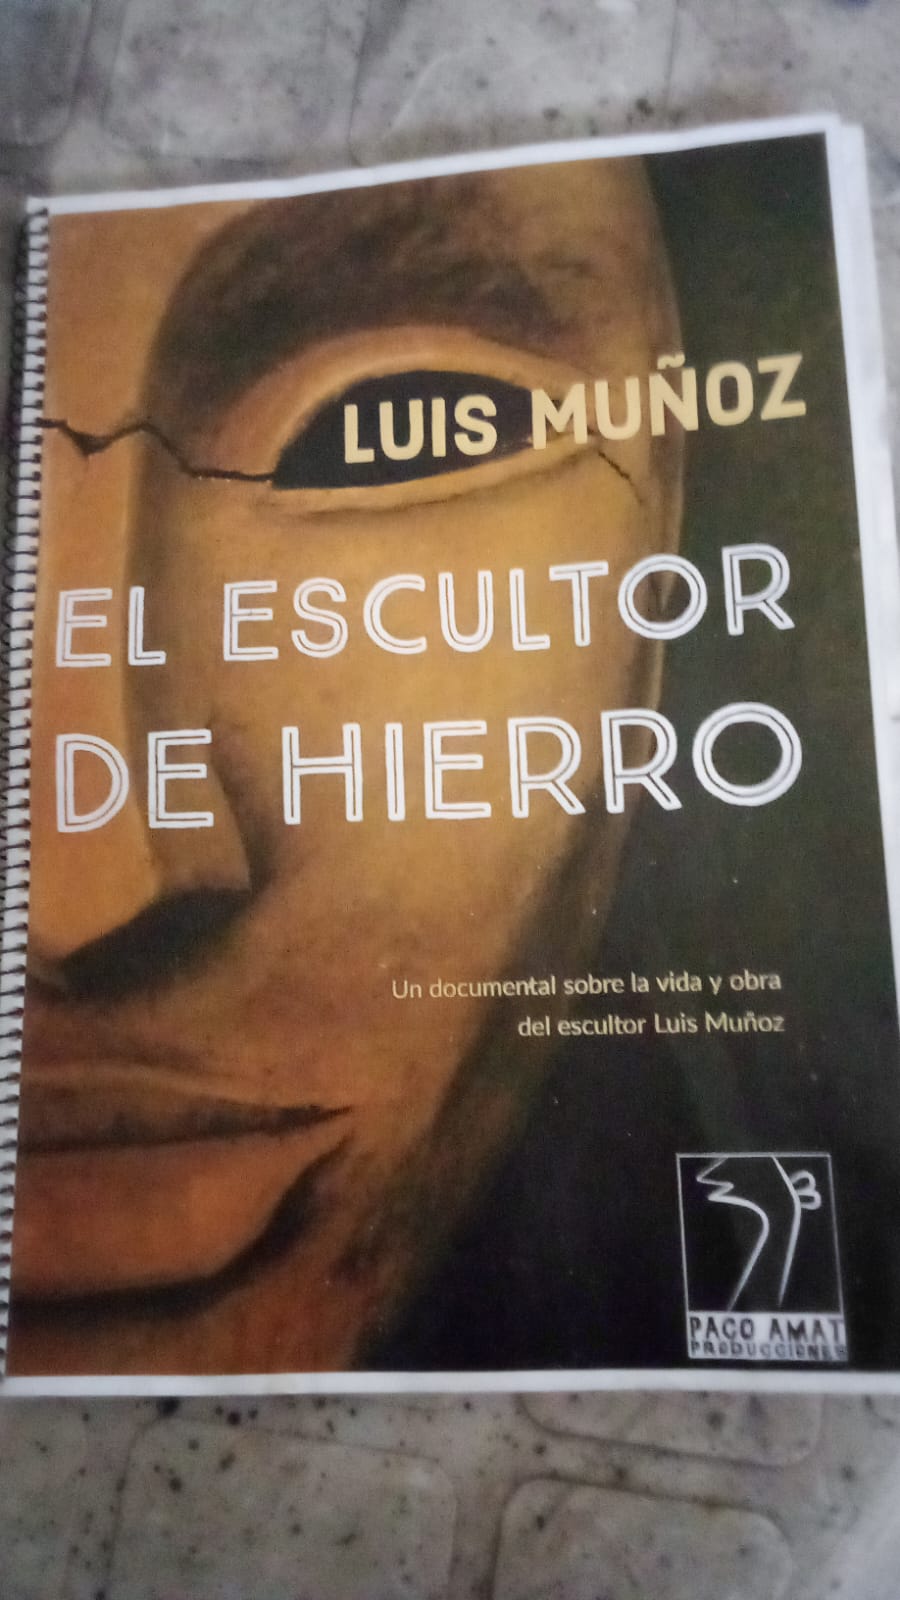 LUIS MUÑOZ
EL ESCULTOR
DE HIERRO
Un documental sobre la vida y obra
del escultor Luis Muñoz
PACO AMAT
PRODUCCIONES